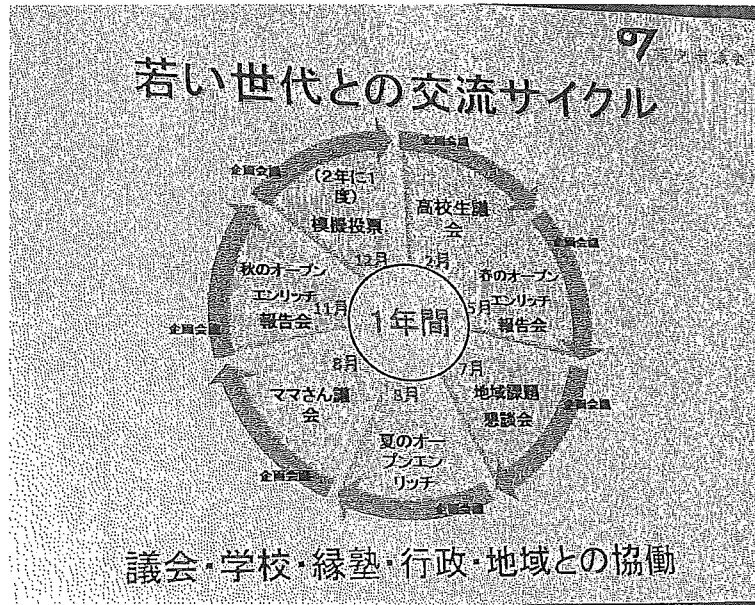 若い世代との交流サイクル
企画会議
企画会議
(2年に1
度)
模擬投票
12月
高校生議
会
2月
企画会議
秋のオープン
エンリッチ
報告会
11月
春のオープン
エンリッチ
報告会
5月
1年間
企画会議
8月
ママさん議
会
8月
夏のオー
プンエン
リッチ
7月
地域課題
懇談会
企画会議
企画会議
企画会議
議会・学校・縁塾・行政・地域との協働